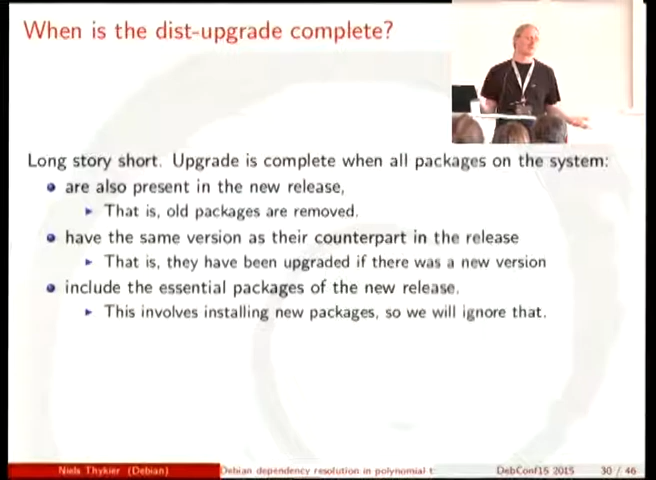 When is the dist-upgrade complete?
Long story short. Upgrade is complete when all packages on the system:
are also present in the new release,
That is, old packages are removed.
have the same version as their counterpart in the release
That is, they have been upgraded if there was a new version
include the essential packages of the new release.
This involves installing new packages, so we will ignore that.
Niels Thykier (Debian) Debian dependency resolution in polynomial t DebConf15 2015 30 / 46